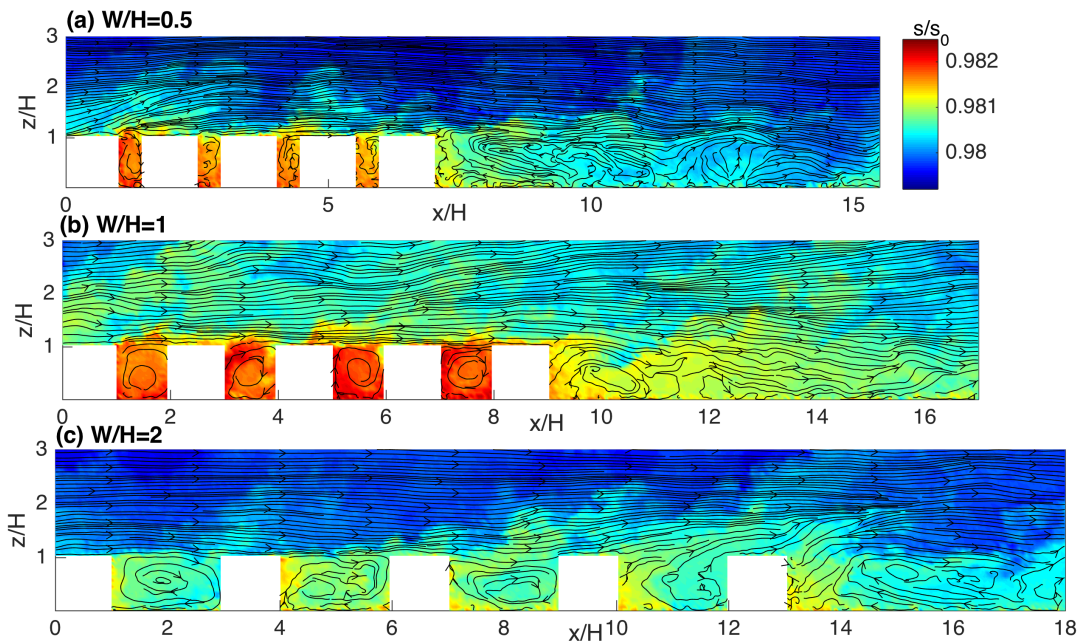 (a) W/H=0.5
s/s0
3
0.982
2
0.981
z/H
1
0.98
0 5 10 15
x/H
(b) W/H=1
3
2
z/H
1
0 2 4 6 8 10 12 14 16
x/H
(c) W/H=2
3
2
z/H
1
0 2 4 6 8 10 12 14 16 18
x/H